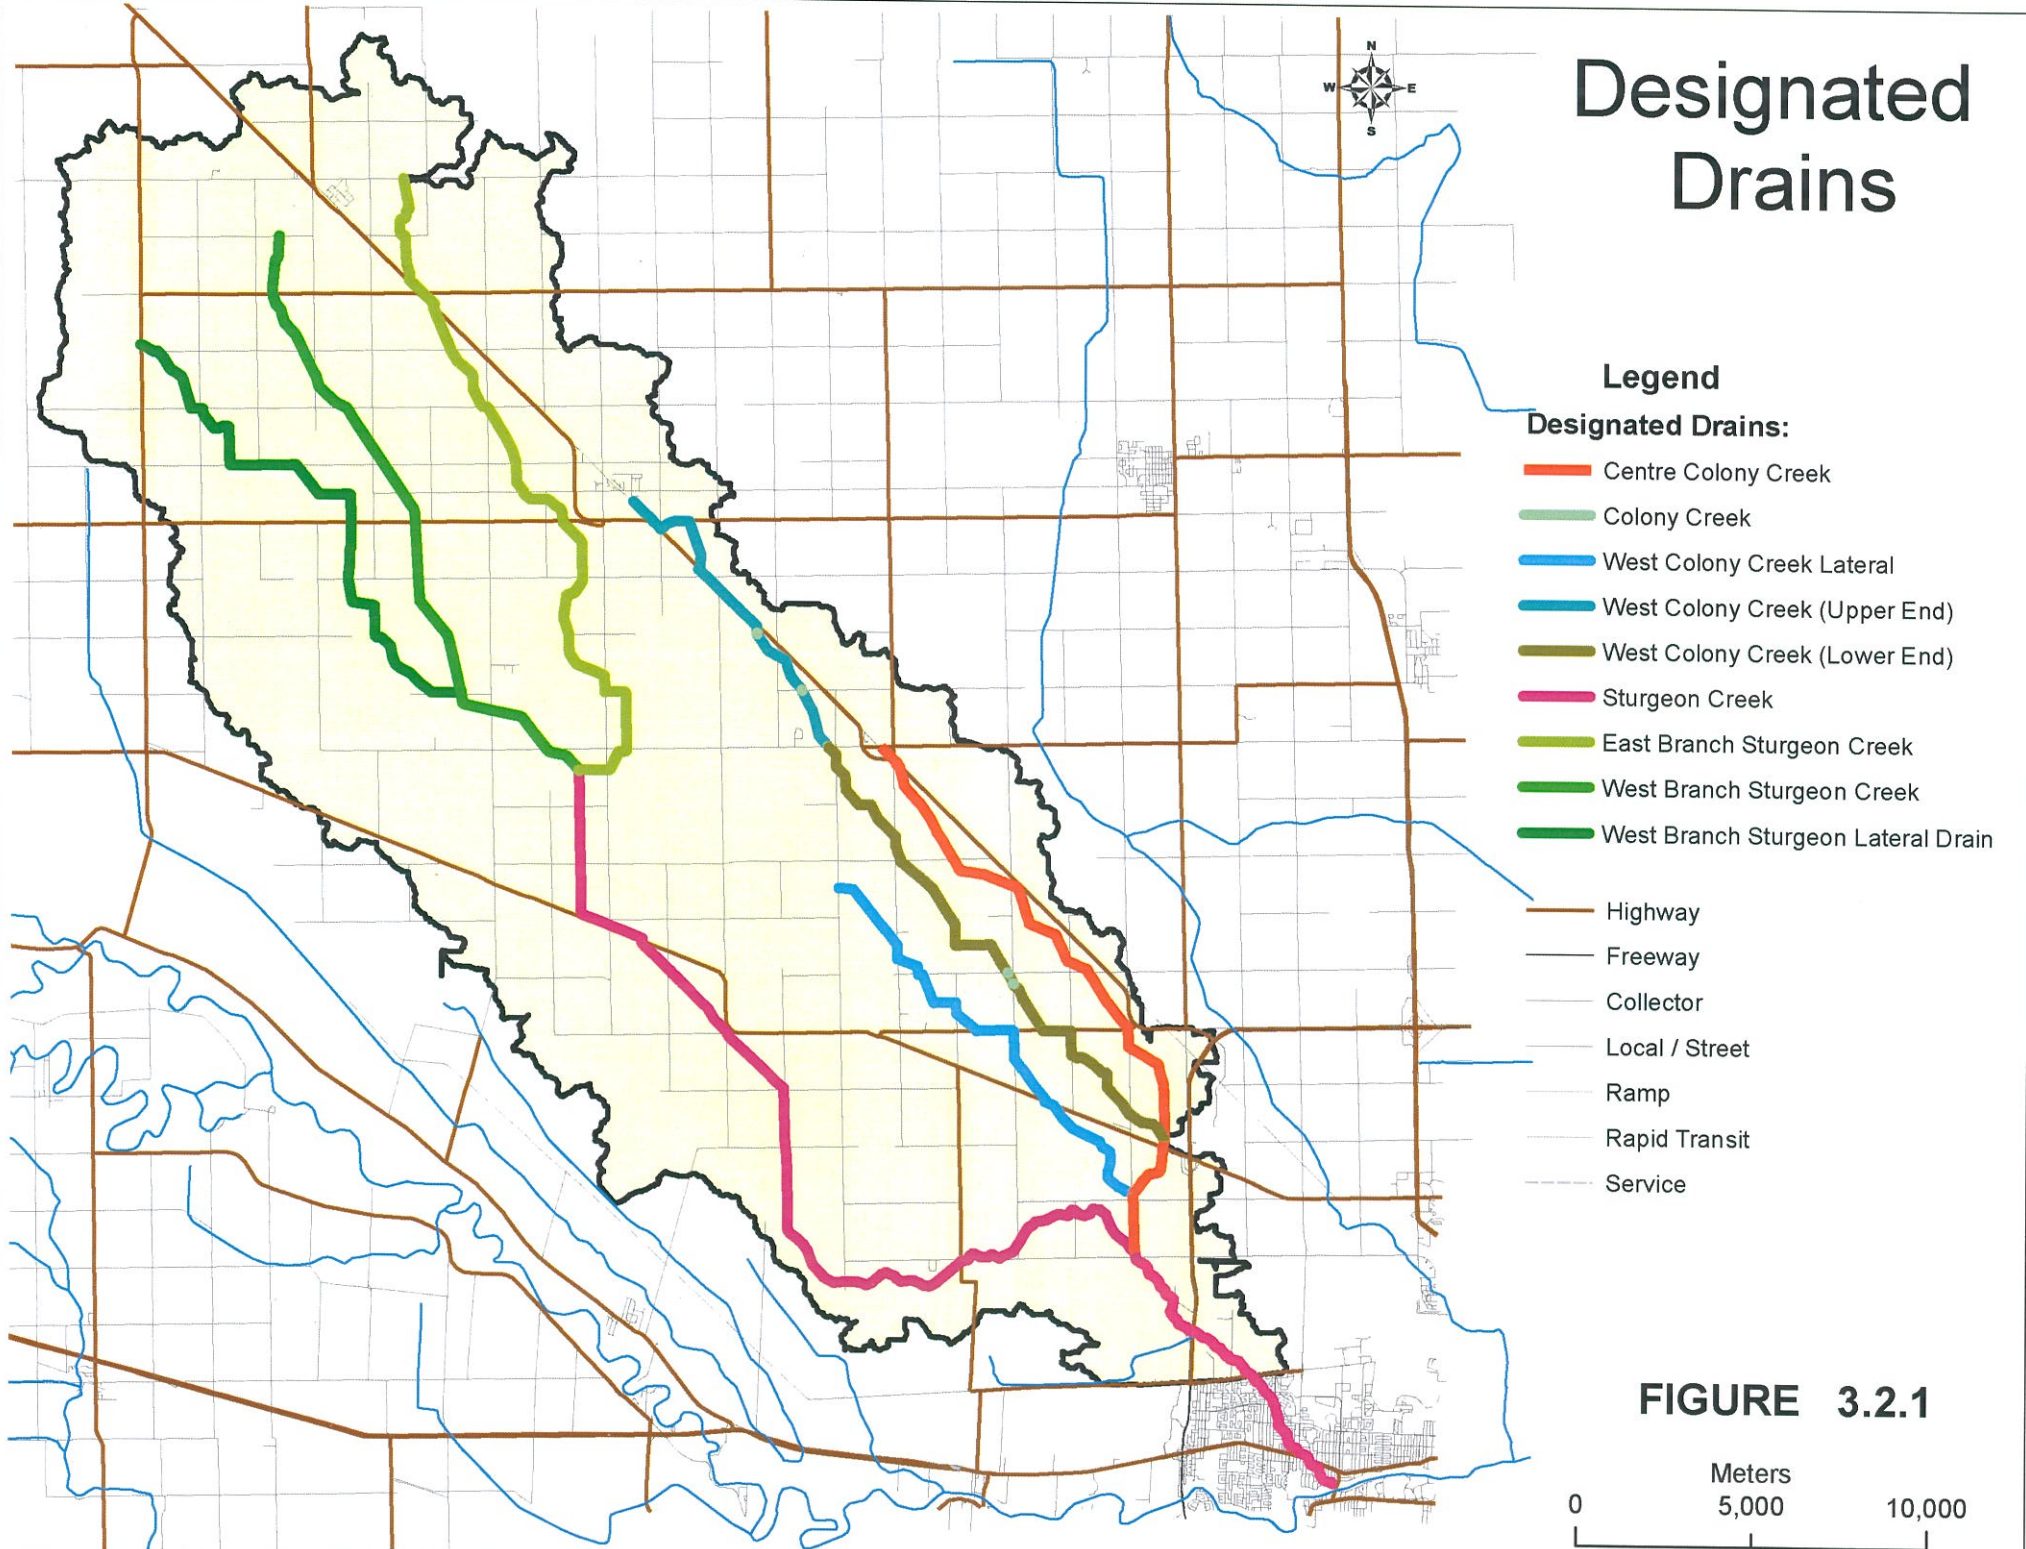 Designated
Drains
N
W E
S
Legend
Designated Drains:
Centre Colony Creek
Colony Creek
West Colony Creek Lateral
West Colony Creek (Upper End)
West Colony Creek (Lower End)
Sturgeon Creek
East Branch Sturgeon Creek
West Branch Sturgeon Creek
West Branch Sturgeon Lateral Drain
Highway
Freeway
Collector
Local / Street
Ramp
Rapid Transit
Service
FIGURE 3.2.1
Meters
0 5,000 10,000